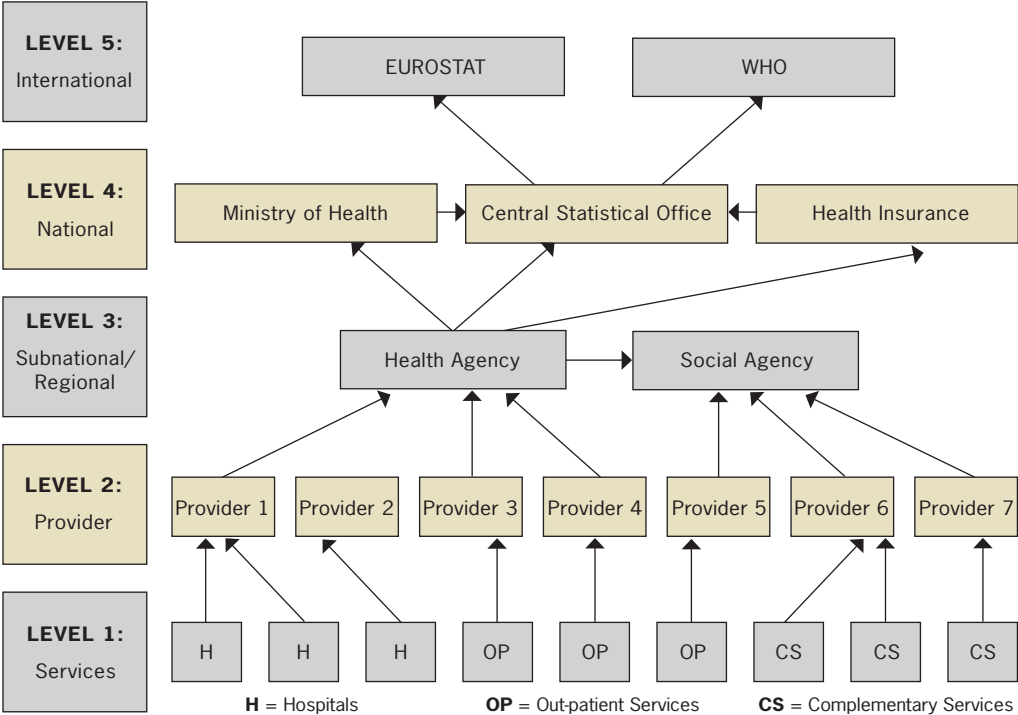 LEVEL 5:
International
EUROSTAT
WHO
LEVEL 4:
National
Ministry of Health
Central Statistical Office
Health Insurance
LEVEL 3:
Subnational/
Regional
Health Agency
Social Agency
LEVEL 2:
Provider
Provider 1
Provider 2
Provider 3
Provider 4
Provider 5
Provider 6
Provider 7
LEVEL 1:
Services
H
H
H
OP
OP
OP
CS
CS
CS
H = Hospitals
OP = Out-patient Services
CS = Complementary Services